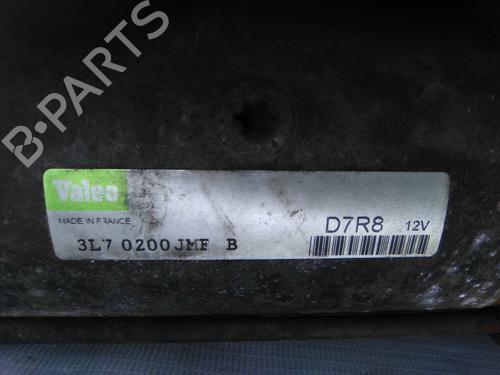 B-PARTS
Valeo
MADE IN FRANCE
3L7 0200JMF B
D7R8 12V